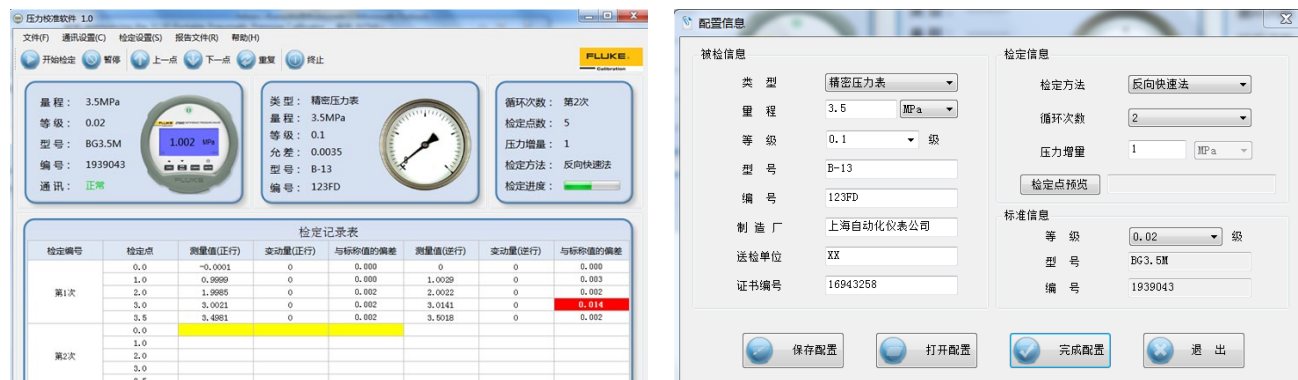 压力校准软件 1.0
文件(F) 通讯设置(C) 检定设置(S) 报告文件(R) 帮助(H)
开始检定 暂停 上一点 下一点 重复 终止
FLUKE
Calibration
量程： 3.5MPa
等级： 0.02
型号： BG3.5M
编号： 1939043
通讯： 正常
1.002 MPa
FLUKE
类型： 精密压力表
量程： 3.5MPa
等级： 0.1
允差： 0.0035
型号： B-13
编号： 123FD
循环次数： 第2次
检定点数： 5
压力增量： 1
检定方法： 反向快速法
检定进度：
检定记录表
检定编号 检定点 测量值(正行) 变动量(正行) 与标称值的偏差 测量值(逆行) 变动量(逆行) 与标称值的偏差
第1次
0.0 -0.0001 0 0.000 0 0 0.000
1.0 0.9999 0 0.000 1.0029 0 0.003
2.0 1.9985 0 0.002 2.0022 0 0.002
3.0 3.0021 0 0.002 3.0141 0 0.014
3.5 3.4981 0 0.002 3.5018 0 0.002
第2次
0.0
1.0
2.0
3.0
配置信息
被检信息
类 型 精密压力表
量 程 3.5 MPa
等 级 0.1 级
型 号 B-13
编 号 123FD
制 造 厂 上海自动化仪表公司
送检单位 XX
证书编号 16943258
检定信息
检定方法 反向快速法
循环次数 2
压力增量 1 MPa
检定点预览
标准信息
等 级 0.02 级
型 号 BG3.5M
编 号 1939043
保存配置 打开配置 完成配置 退 出